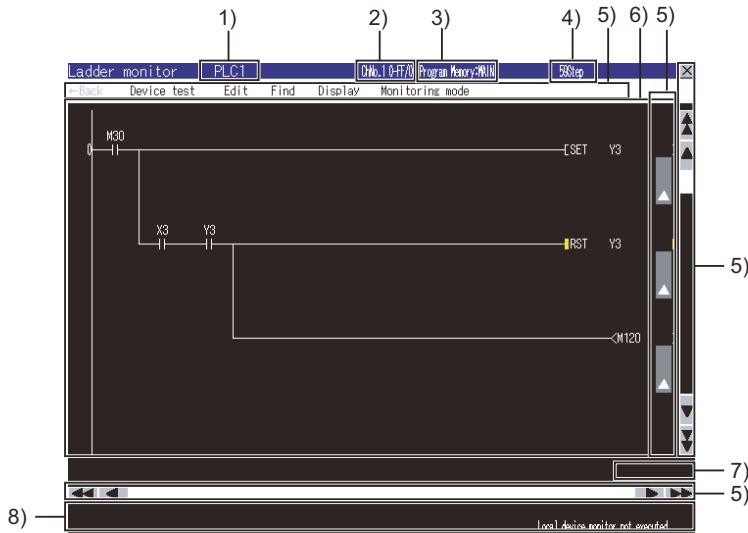 1) 2) 3) 4) 5) 6) 5)
Ladder monitor PLC1 ChNo.1 0-FF/0 Program Memory:MAIN 59Step
←Back Device test Edit Find Display Monitoring mode
M30
0 [SET Y3 ]
X3 Y3
RST Y3
5)
<M120 )
7)
5)
8)
Local device monitor not executed